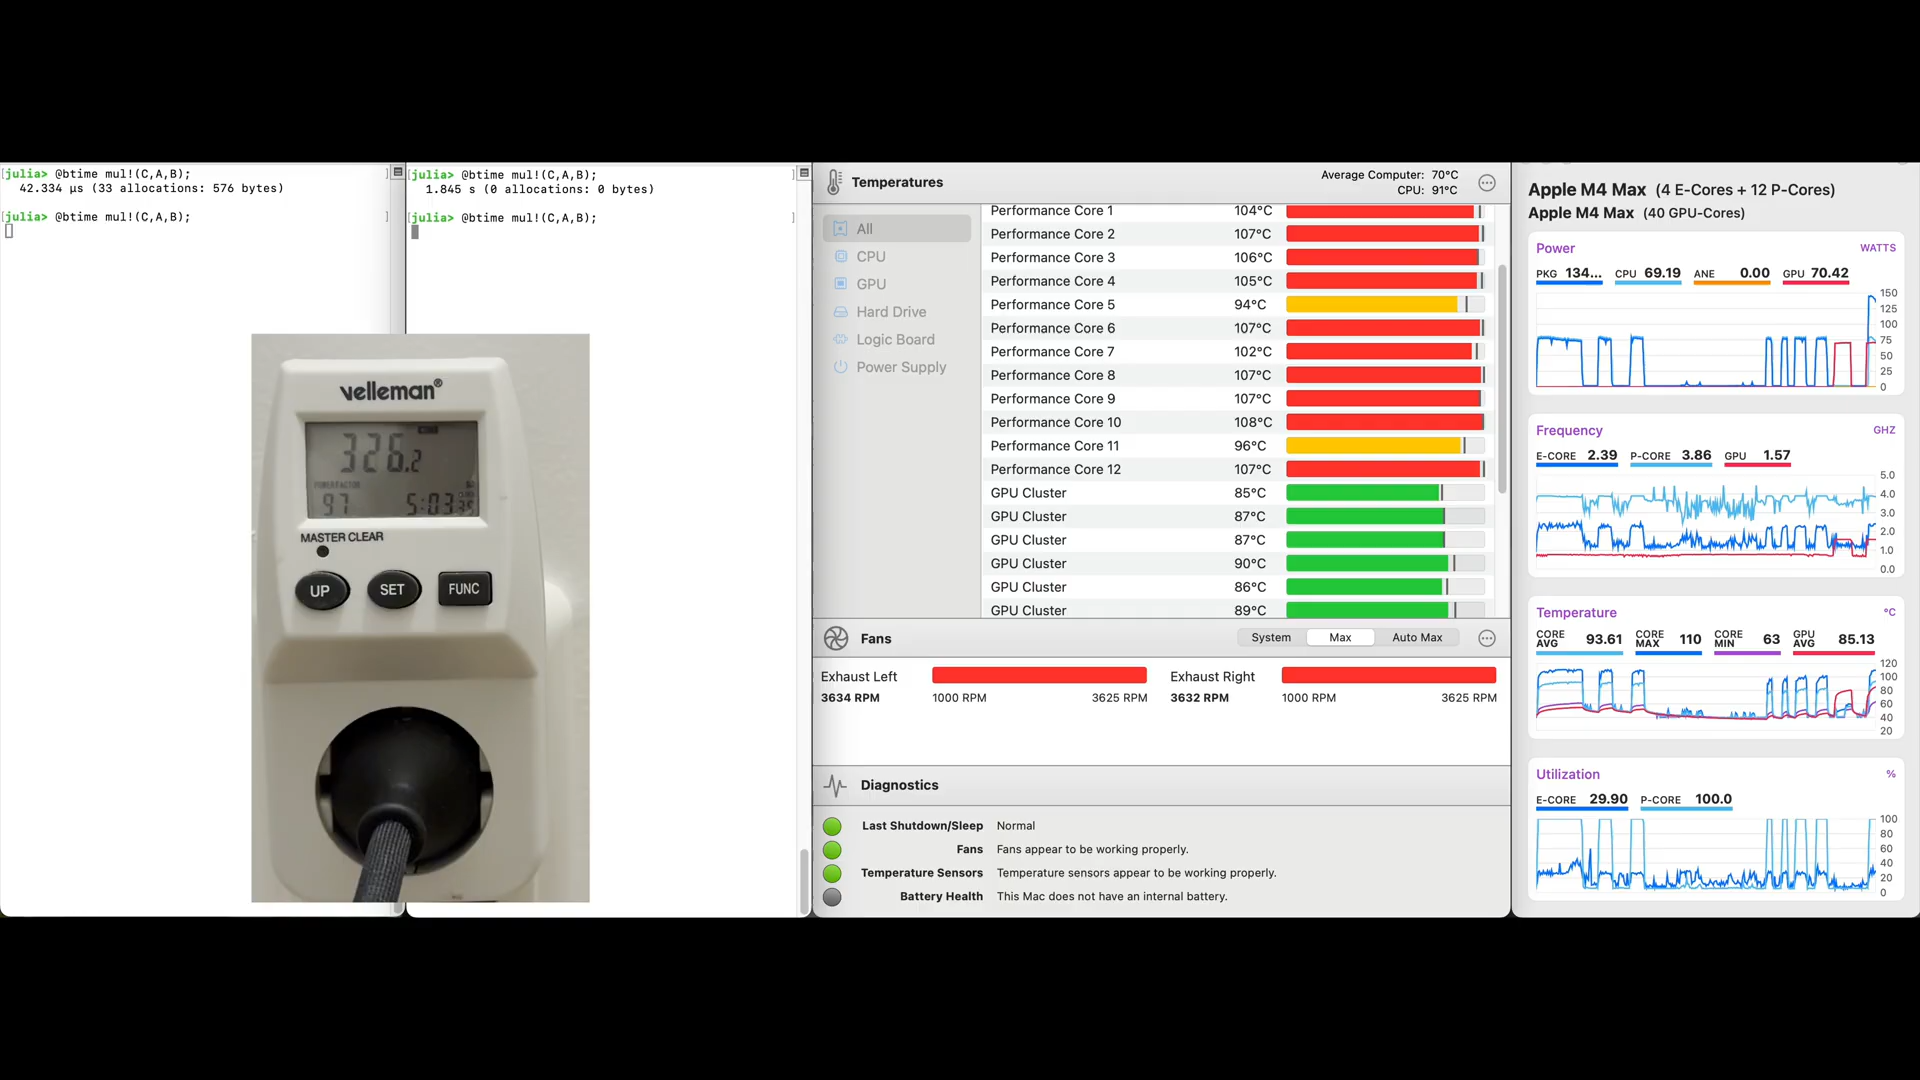 julia> @btime mul!(C,A,B);
42.334 μs (33 allocations: 576 bytes)
julia> @btime mul!(C,A,B);
julia> @btime mul!(C,A,B);
1.845 s (0 allocations: 0 bytes)
julia> @btime mul!(C,A,B);
velleman®
326.2
POWERFACTOR
97 5:03
MASTER CLEAR
UP SET FUNC
Temperatures
Average Computer: 70°C
CPU: 91°C
All
CPU
GPU
Hard Drive
Logic Board
Power Supply
Performance Core 1 104°C
Performance Core 2 107°C
Performance Core 3 106°C
Performance Core 4 105°C
Performance Core 5 94°C
Performance Core 6 107°C
Performance Core 7 102°C
Performance Core 8 107°C
Performance Core 9 107°C
Performance Core 10 108°C
Performance Core 11 96°C
Performance Core 12 107°C
GPU Cluster 85°C
GPU Cluster 87°C
GPU Cluster 87°C
GPU Cluster 90°C
GPU Cluster 86°C
GPU Cluster 89°C
Fans
System Max Auto Max
Exhaust Left
3634 RPM 1000 RPM 3625 RPM
Exhaust Right
3632 RPM 1000 RPM 3625 RPM
Diagnostics
Last Shutdown/Sleep Normal
Fans Fans appear to be working properly.
Temperature Sensors Temperature sensors appear to be working properly.
Battery Health This Mac does not have an internal battery.
Apple M4 Max (4 E-Cores + 12 P-Cores)
Apple M4 Max (40 GPU-Cores)
Power WATTS
PKG 134... CPU 69.19 ANE 0.00 GPU 70.42
150
125
100
75
50
25
0
Frequency GHZ
E-CORE 2.39 P-CORE 3.86 GPU 1.57
5.0
4.0
3.0
2.0
1.0
0.0
Temperature °C
CORE AVG 93.61 CORE MAX 110 CORE MIN 63 GPU AVG 85.13
120
100
80
60
40
20
Utilization %
E-CORE 29.90 P-CORE 100.0
100
80
60
40
20
0